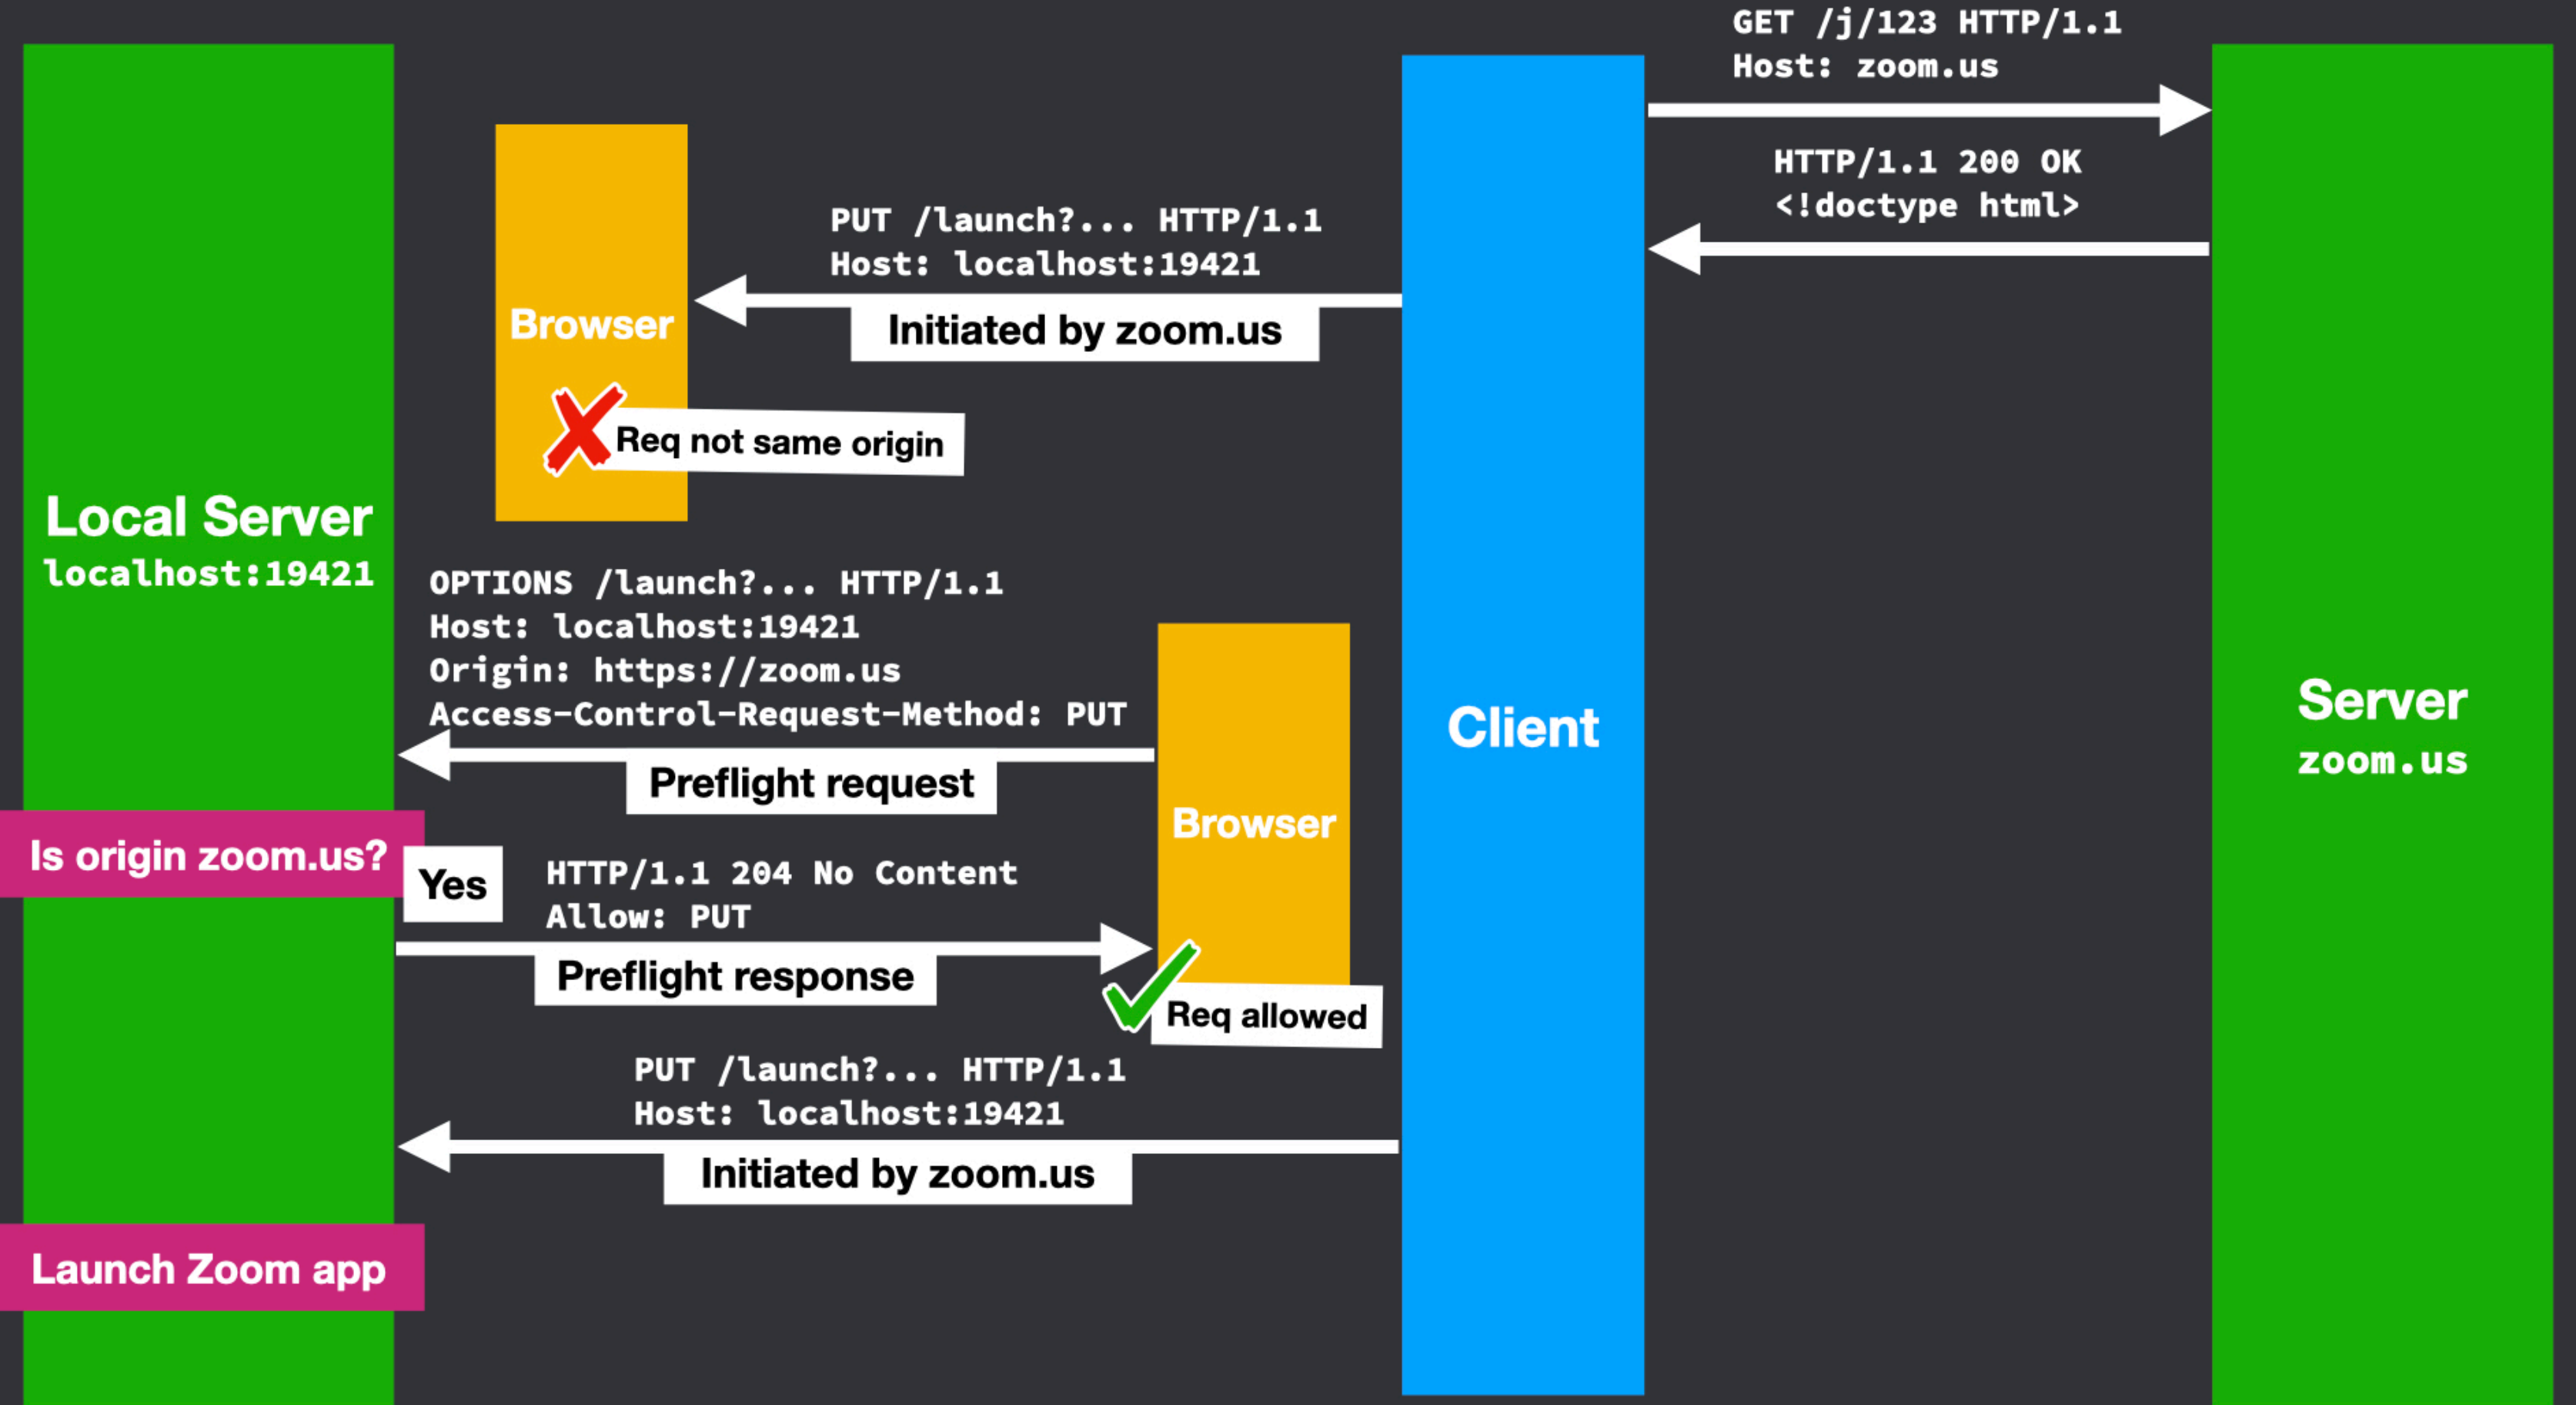 GET /j/123 HTTP/1.1
Host: zoom.us
HTTP/1.1 200 OK
<!doctype html>
PUT /launch?... HTTP/1.1
Host: localhost:19421
Initiated by zoom.us
Browser
Req not same origin
Local Server
localhost:19421
OPTIONS /launch?... HTTP/1.1
Host: localhost:19421
Origin: https://zoom.us
Access-Control-Request-Method: PUT
Preflight request
Browser
Client
Server
zoom.us
Is origin zoom.us?
Yes
HTTP/1.1 204 No Content
Allow: PUT
Preflight response
Req allowed
PUT /launch?... HTTP/1.1
Host: localhost:19421
Initiated by zoom.us
Launch Zoom app